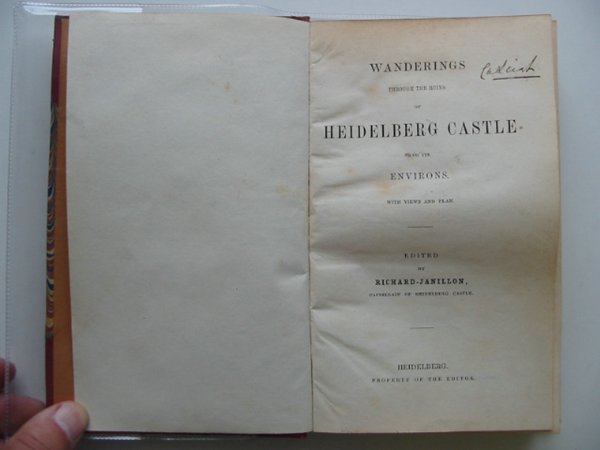 WANDERINGS
THROUGH THE RUINS
OF
HEIDELBERG CASTLE
AND ITS
ENVIRONS.
WITH VIEWS AND PLAN
EDITED
BY
RICHARD-JANILLON,
OF HEIDELBERG CASTLE.
HEIDELBERG.
PROPERTY OF THE EDITOR.